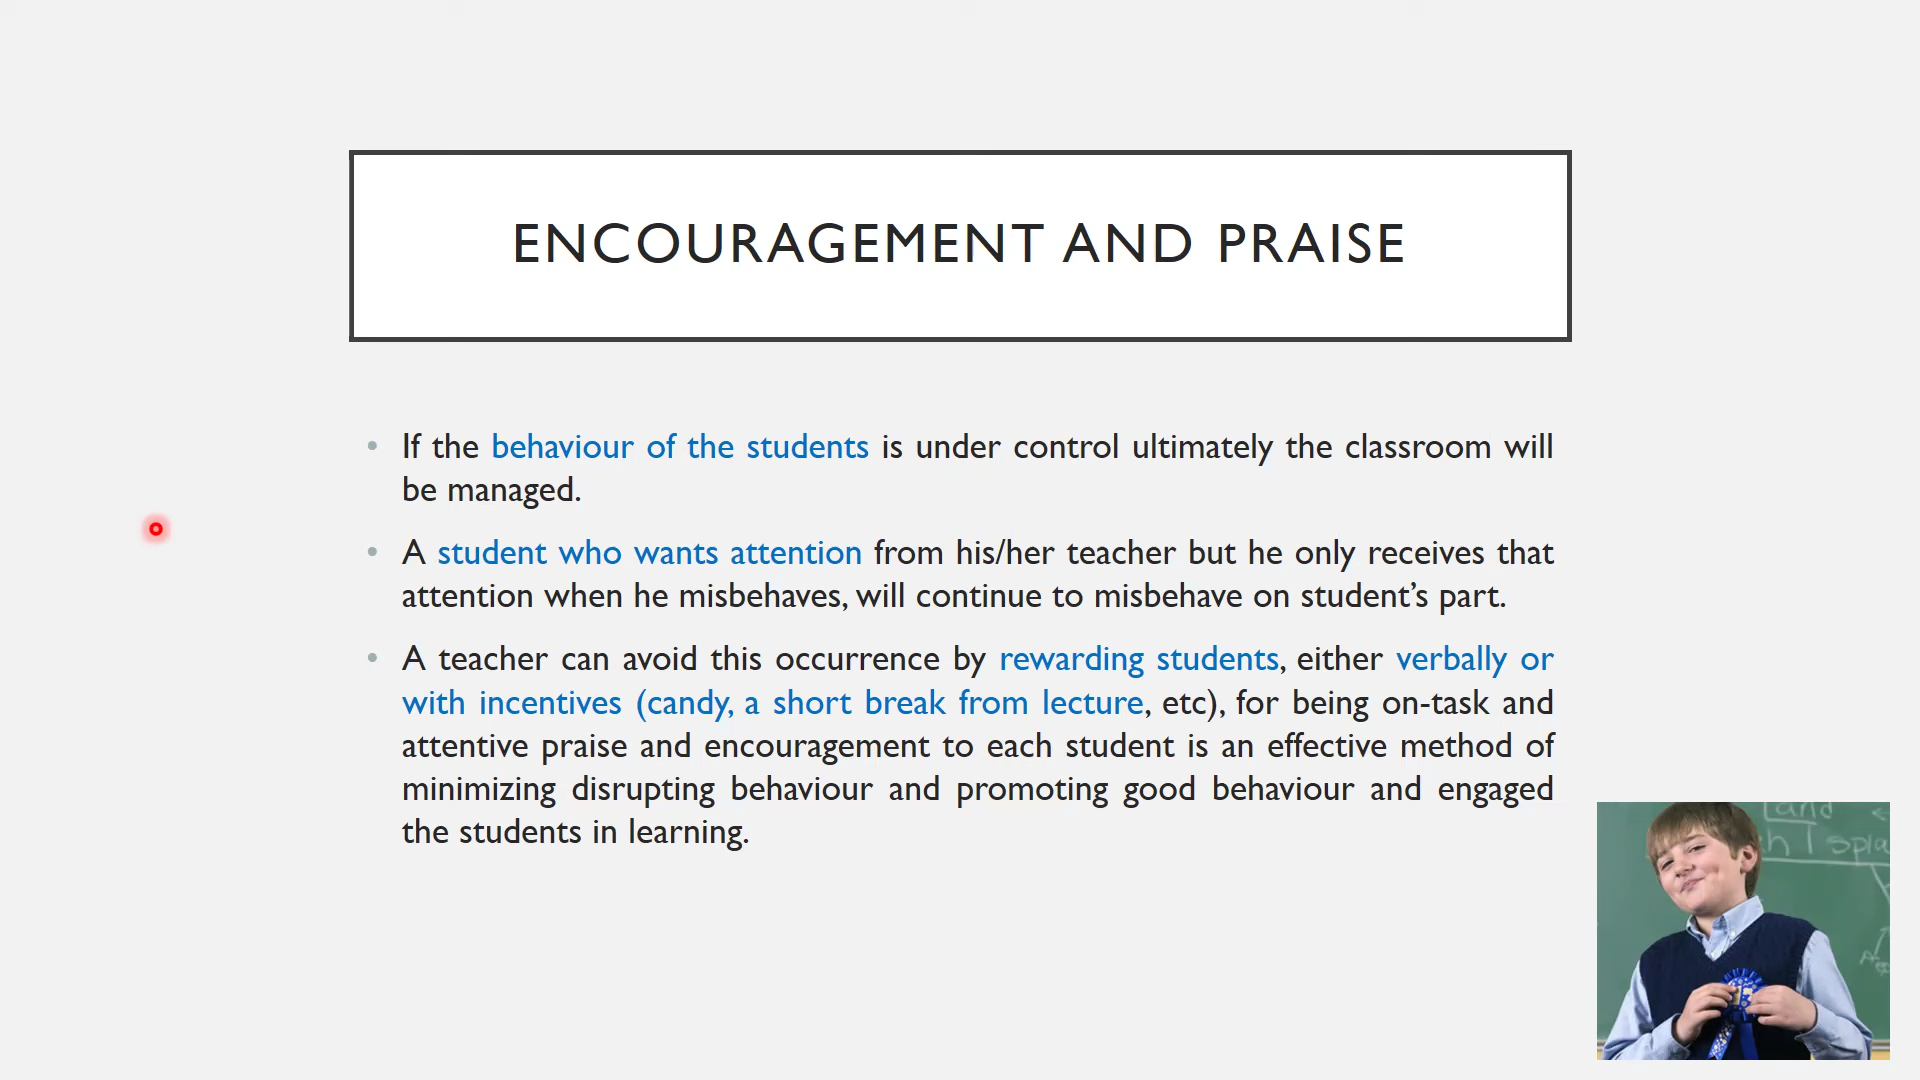 ENCOURAGEMENT AND PRAISE
• If the behaviour of the students is under control ultimately the classroom will
be managed.
• A student who wants attention from his/her teacher but he only receives that
attention when he misbehaves, will continue to misbehave on student’s part.
• A teacher can avoid this occurrence by rewarding students, either verbally or
with incentives (candy, a short break from lecture, etc), for being on-task and
attentive praise and encouragement to each student is an effective method of
minimizing disrupting behaviour and promoting good behaviour and engaged
the students in learning.
Land